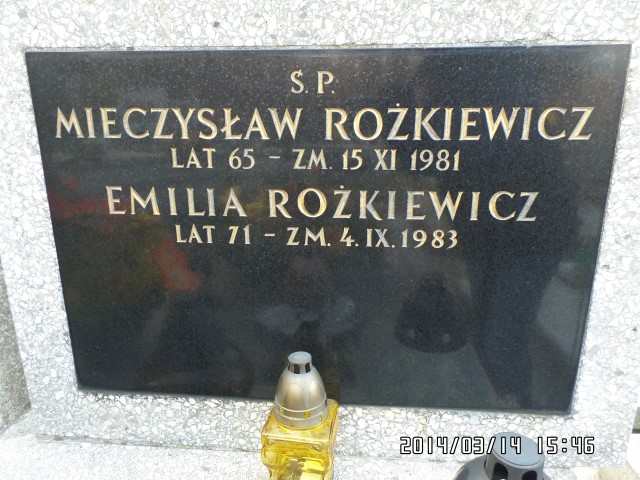 Ś. P.
MIECZYSŁAW ROŻKIEWICZ
LAT 65 - ZM. 15 XI 1981
EMILIA ROŻKIEWICZ
LAT 71 - ZM. 4. IX. 1983
2014/03/14 15:46